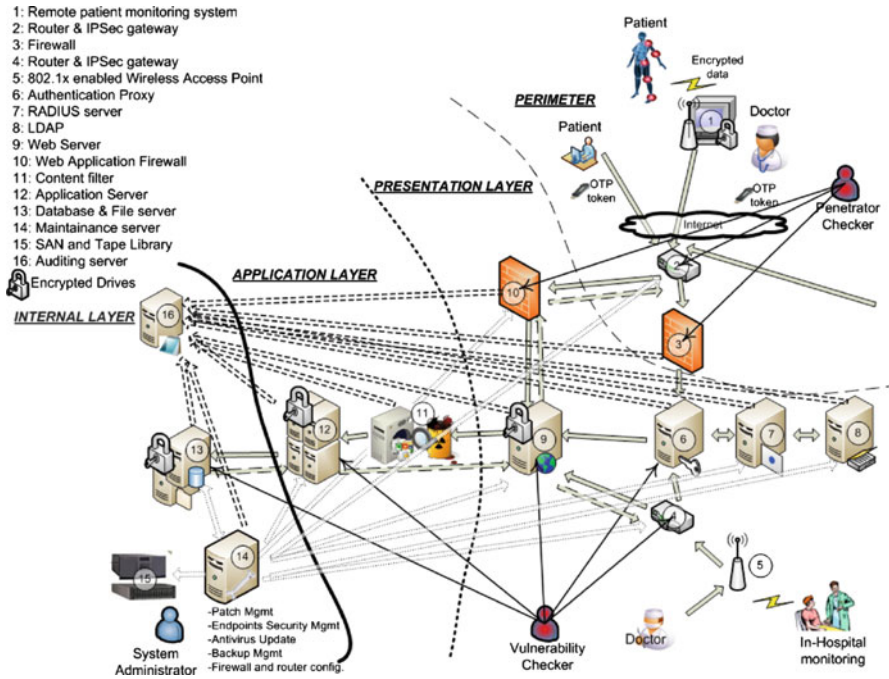 1: Remote patient monitoring system
2: Router & IPSec gateway
3: Firewall
4: Router & IPSec gateway
5: 802.1x enabled Wireless Access Point
6: Authentication Proxy
7: RADIUS server
8: LDAP
9: Web Server
10: Web Application Firewall
11: Content filter
12: Application Server
13: Database & File server
14: Maintainance server
15: SAN and Tape Library
16: Auditing server
Encrypted Drives
INTERNAL LAYER
APPLICATION LAYER
PRESENTATION LAYER
PERIMETER
Patient
Encrypted
data
1
Doctor
Patient
OTP
token
OTP
token
Internet
Penetrator
Checker
2
10
16
3
11
12
13
9
6
7
8
4
14
15
5
System
Administrator
-Patch Mgmt
-Endpoints Security Mgmt
-Antivirus Update
-Backup Mgmt
-Firewall and router config.
Vulnerability
Checker
Doctor
In-Hospital
monitoring